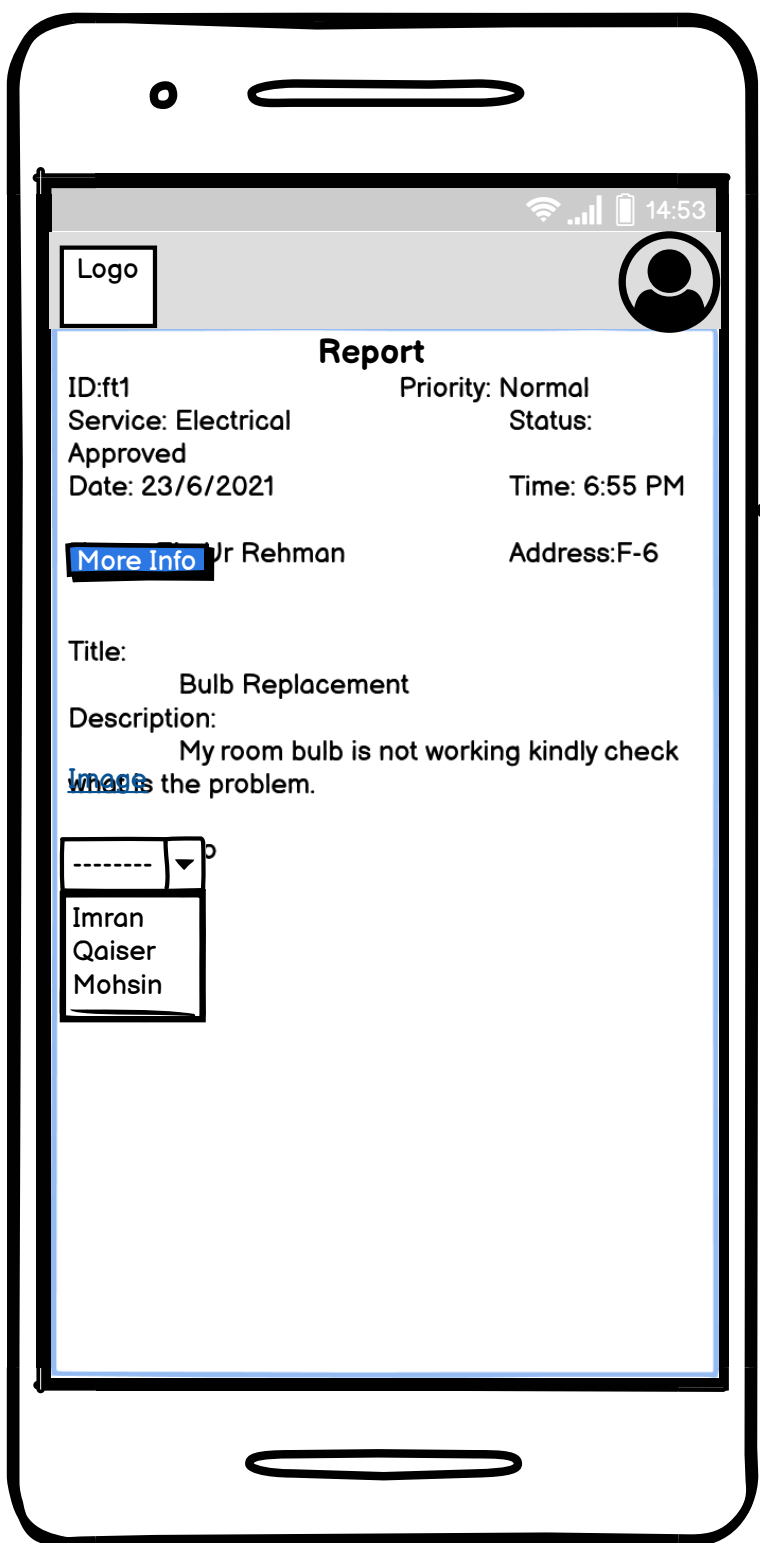 14:53
Logo
Report
ID:ft1 Priority: Normal
Service: Electrical Status:
Approved
Date: 23/6/2021 Time: 6:55 PM
More Info Ur Rehman Address:F-6
Title:
Bulb Replacement
Description:
My room bulb is not working kindly check
what is the problem.
Image
--------
Imran
Qaiser
Mohsin